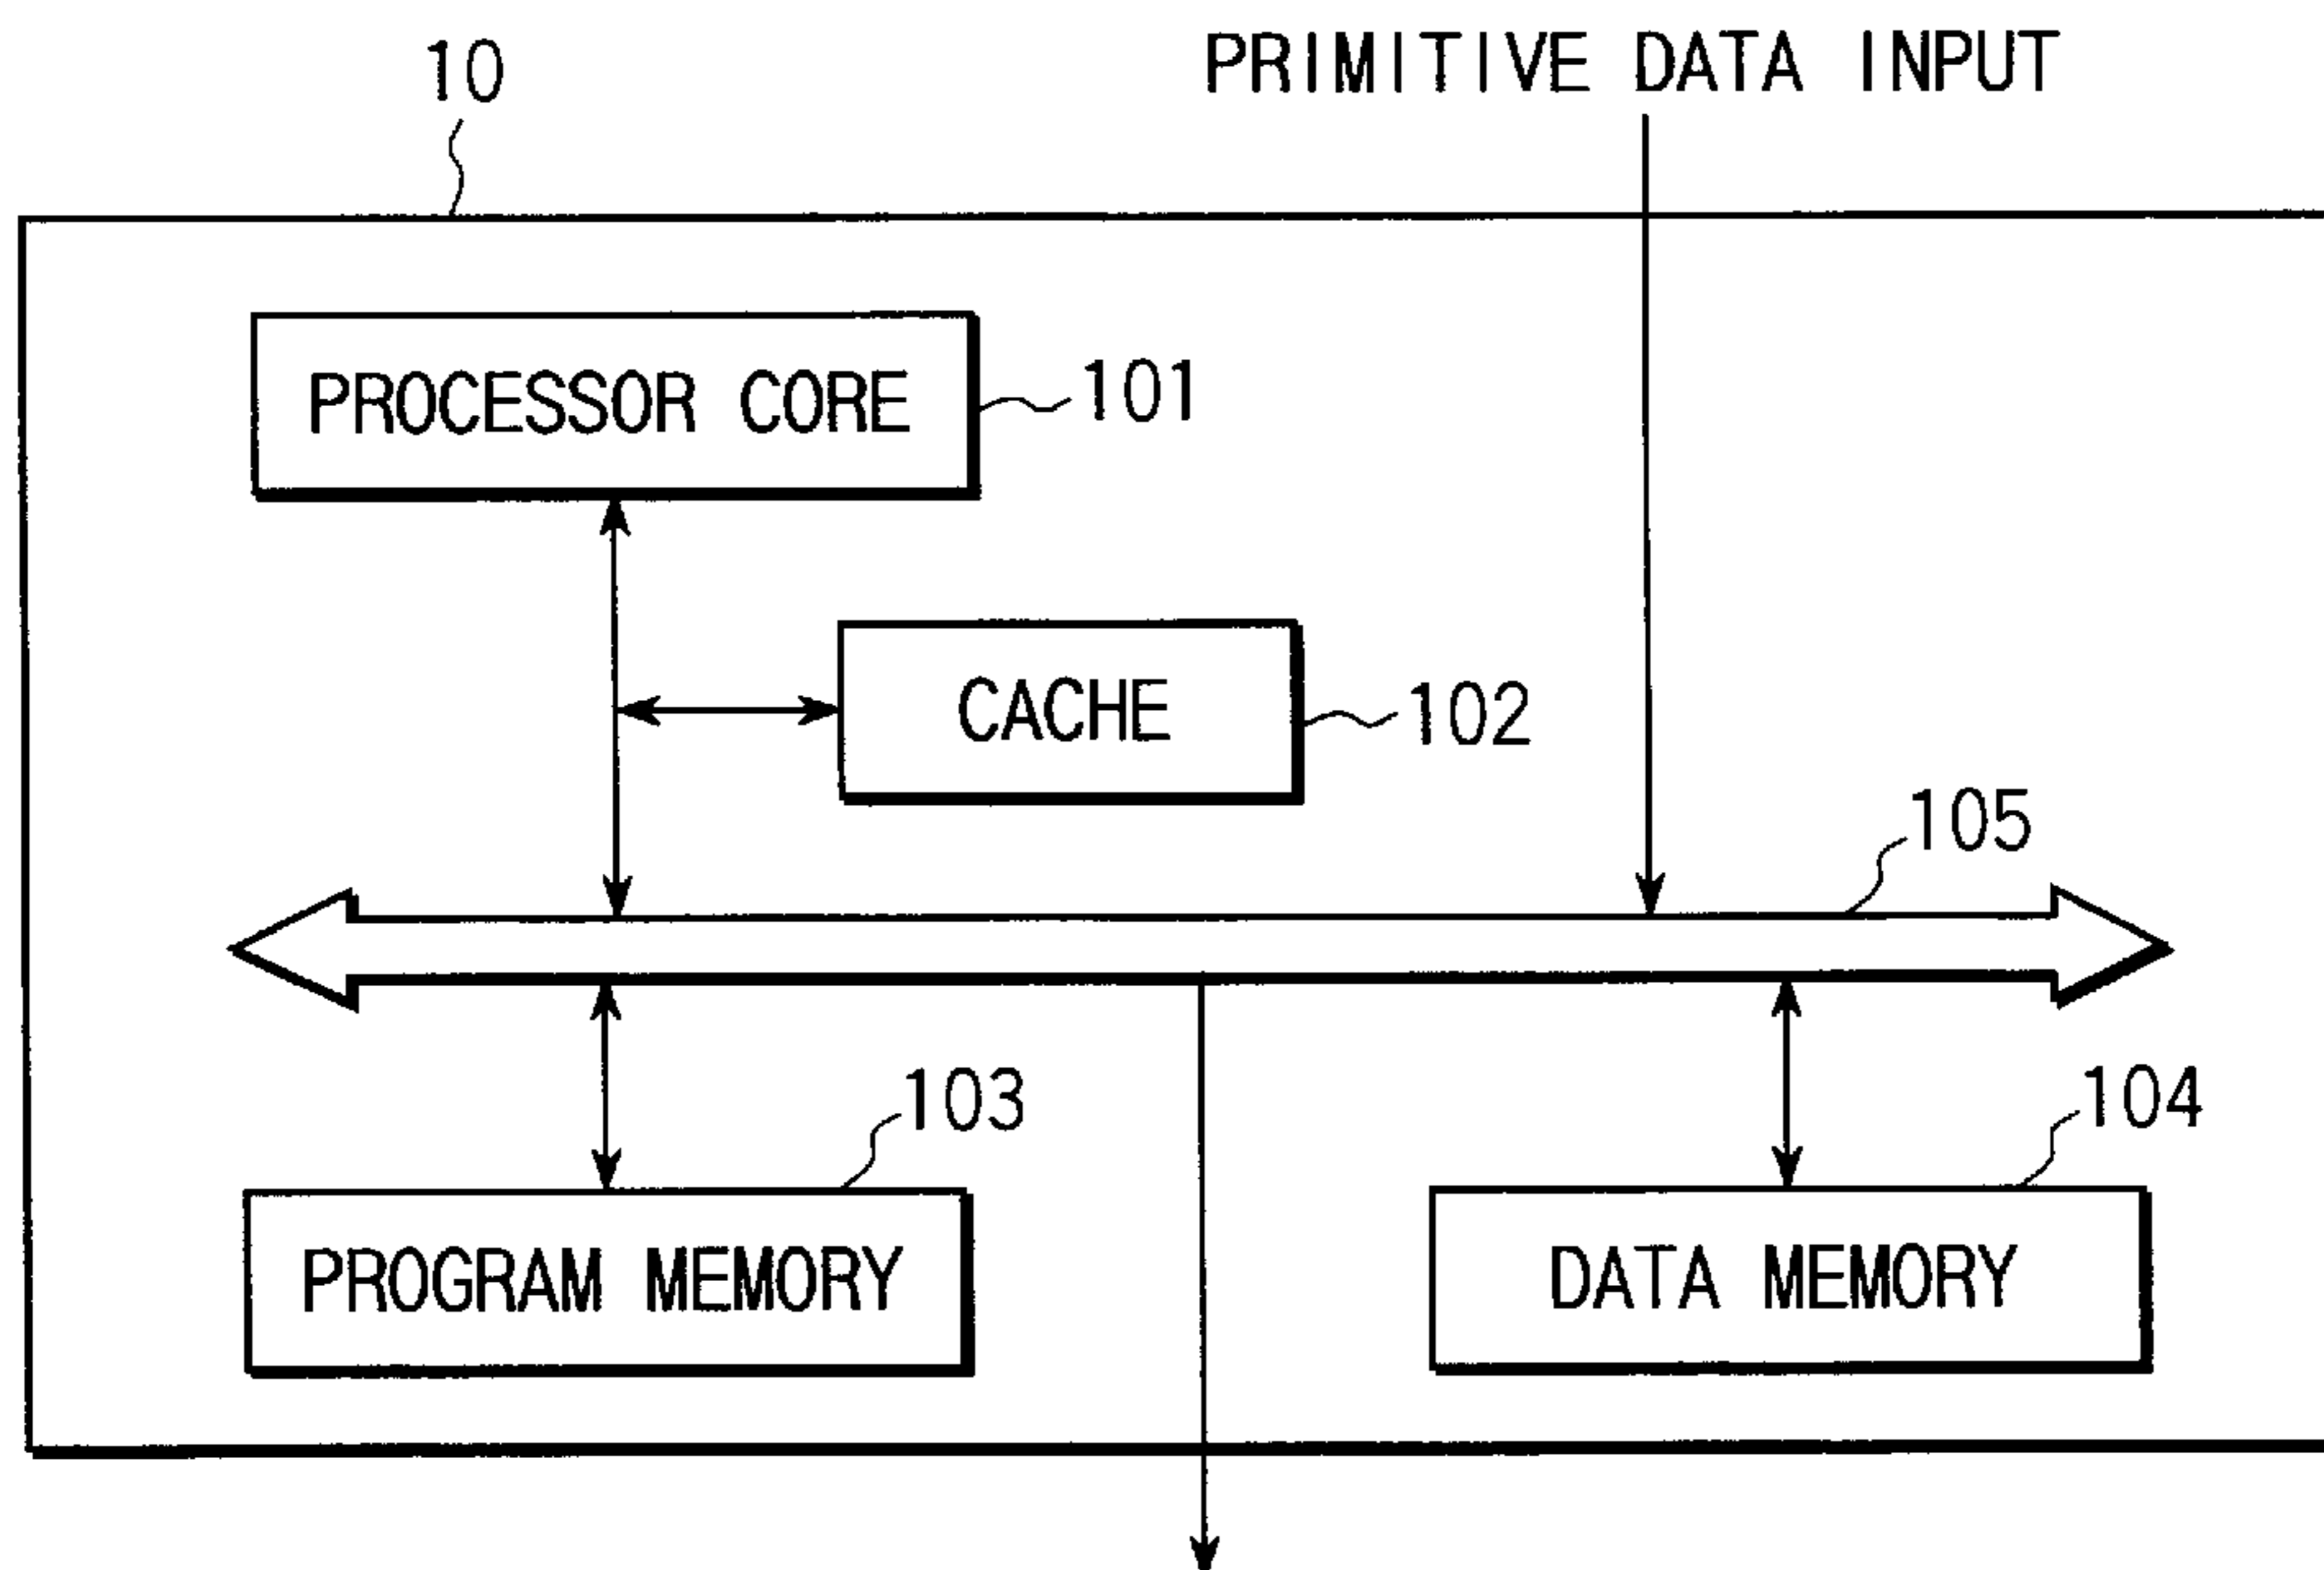 10
PRIMITIVE DATA INPUT
PROCESSOR CORE
101
CACHE
102
105
103
104
PROGRAM MEMORY
DATA MEMORY